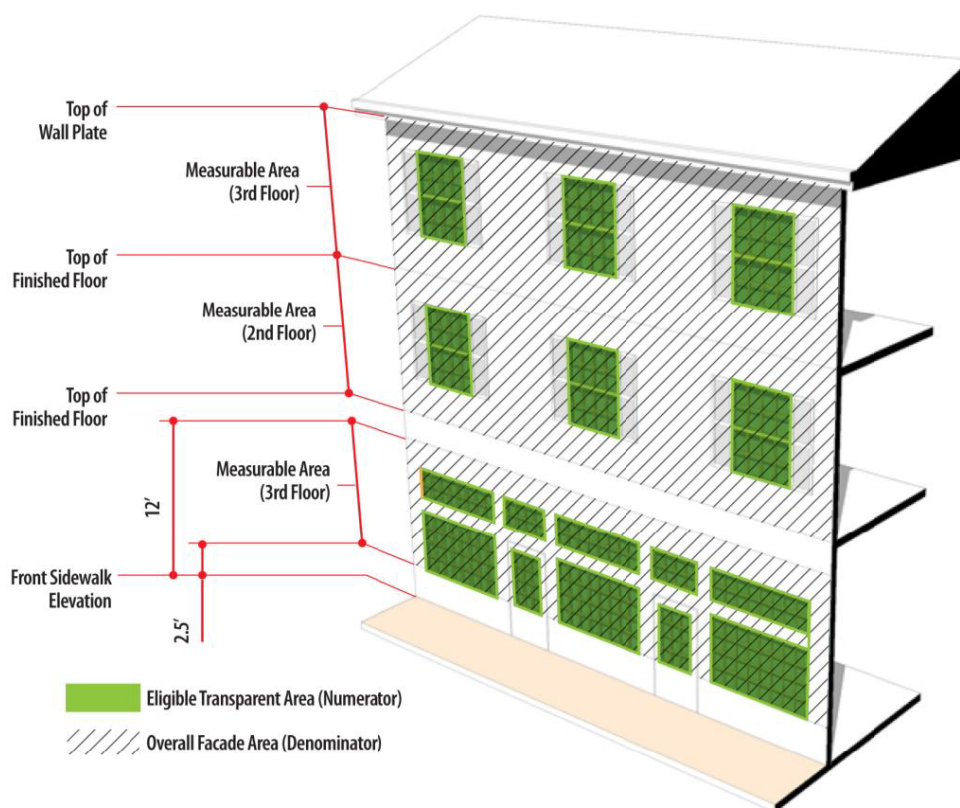 Top of
Wall Plate
Measurable Area
(3rd Floor)
Top of
Finished Floor
Measurable Area
(2nd Floor)
Top of
Finished Floor
12'
Measurable Area
(3rd Floor)
Front Sidewalk
Elevation
2.5'
Eligible Transparent Area (Numerator)
Overall Facade Area (Denominator)